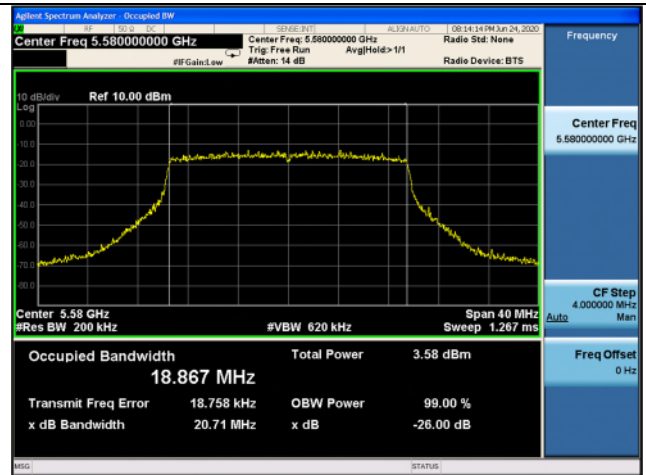 Agilent Spectrum Analyzer - Occupied BW
RF 50 Ω DC SENSE:INT ALIGN AUTO 08:14:14 PM Jun 24, 2020
Center Freq 5.580000000 GHz
Center Freq: 5.580000000 GHz
Radio Std: None
Trig: Free Run Avg|Hold:> 1/1
#IFGain:Low #Atten: 14 dB Radio Device: BTS
Frequency
10 dB/div Ref 10.00 dBm
Log
0.00
-10.0
-20.0
-30.0
-40.0
-50.0
-60.0
-70.0
-80.0
Center Freq
5.580000000 GHz
CF Step
4.000000 MHz
Auto Man
Freq Offset
0 Hz
Center 5.58 GHz Span 40 MHz
#Res BW 200 kHz #VBW 620 kHz Sweep 1.267 ms
Occupied Bandwidth Total Power 3.58 dBm
18.867 MHz
Transmit Freq Error 18.758 kHz OBW Power 99.00 %
x dB Bandwidth 20.71 MHz x dB -26.00 dB
MSG STATUS